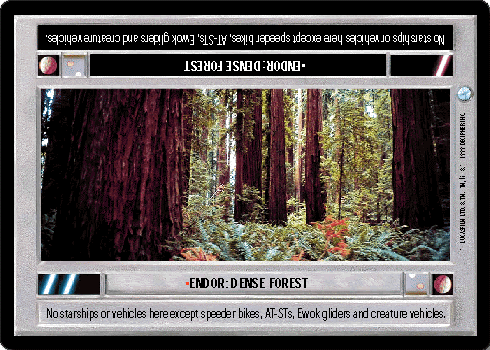 No starships or vehicles here except speeder bikes, AT-STs, Ewok gliders and creature vehicles.
•ENDOR: DENSE FOREST
•ENDOR: DENSE FOREST
No starships or vehicles here except speeder bikes, AT-STs, Ewok gliders and creature vehicles.